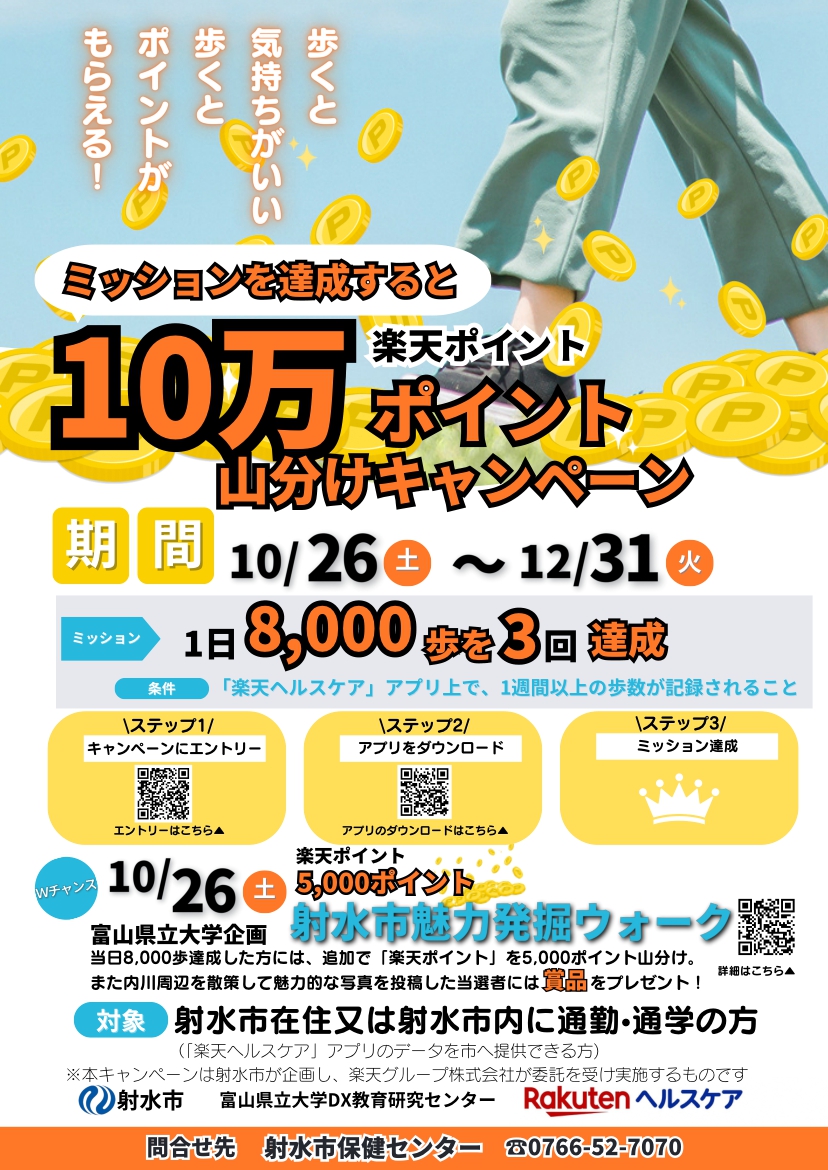 歩くと
気持ちがいい
歩くと
ポイントが
もらえる！
ミッションを達成すると
10万 楽天ポイント
ポイント
山分けキャンペーン
期間 10/26 土 〜 12/31 火
ミッション 1日 8,000 歩を 3回 達成
条件 「楽天ヘルスケア」アプリ上で、1週間以上の歩数が記録されること
\ステップ1/
キャンペーンにエントリー
エントリーはこちら▲
\ステップ2/
アプリをダウンロード
アプリのダウンロードはこちら▲
\ステップ3/
ミッション達成
Wチャンス 10/26 土
富山県立大学企画
楽天ポイント
5,000ポイント
射水市魅力発掘ウォーク
当日8,000歩達成した方には、追加で「楽天ポイント」を5,000ポイント山分け。
また内川周辺を散策して魅力的な写真を投稿した当選者には賞品をプレゼント！
詳細はこちら▲
対象 射水市在住又は射水市内に通勤・通学の方
（「楽天ヘルスケア」アプリのデータを市へ提供できる方）
※本キャンペーンは射水市が企画し、楽天グループ株式会社が委託を受け実施するものです
射水市 富山県立大学DX教育研究センター Rakuten ヘルスケア
問合せ先 射水市保健センター ☎0766-52-7070